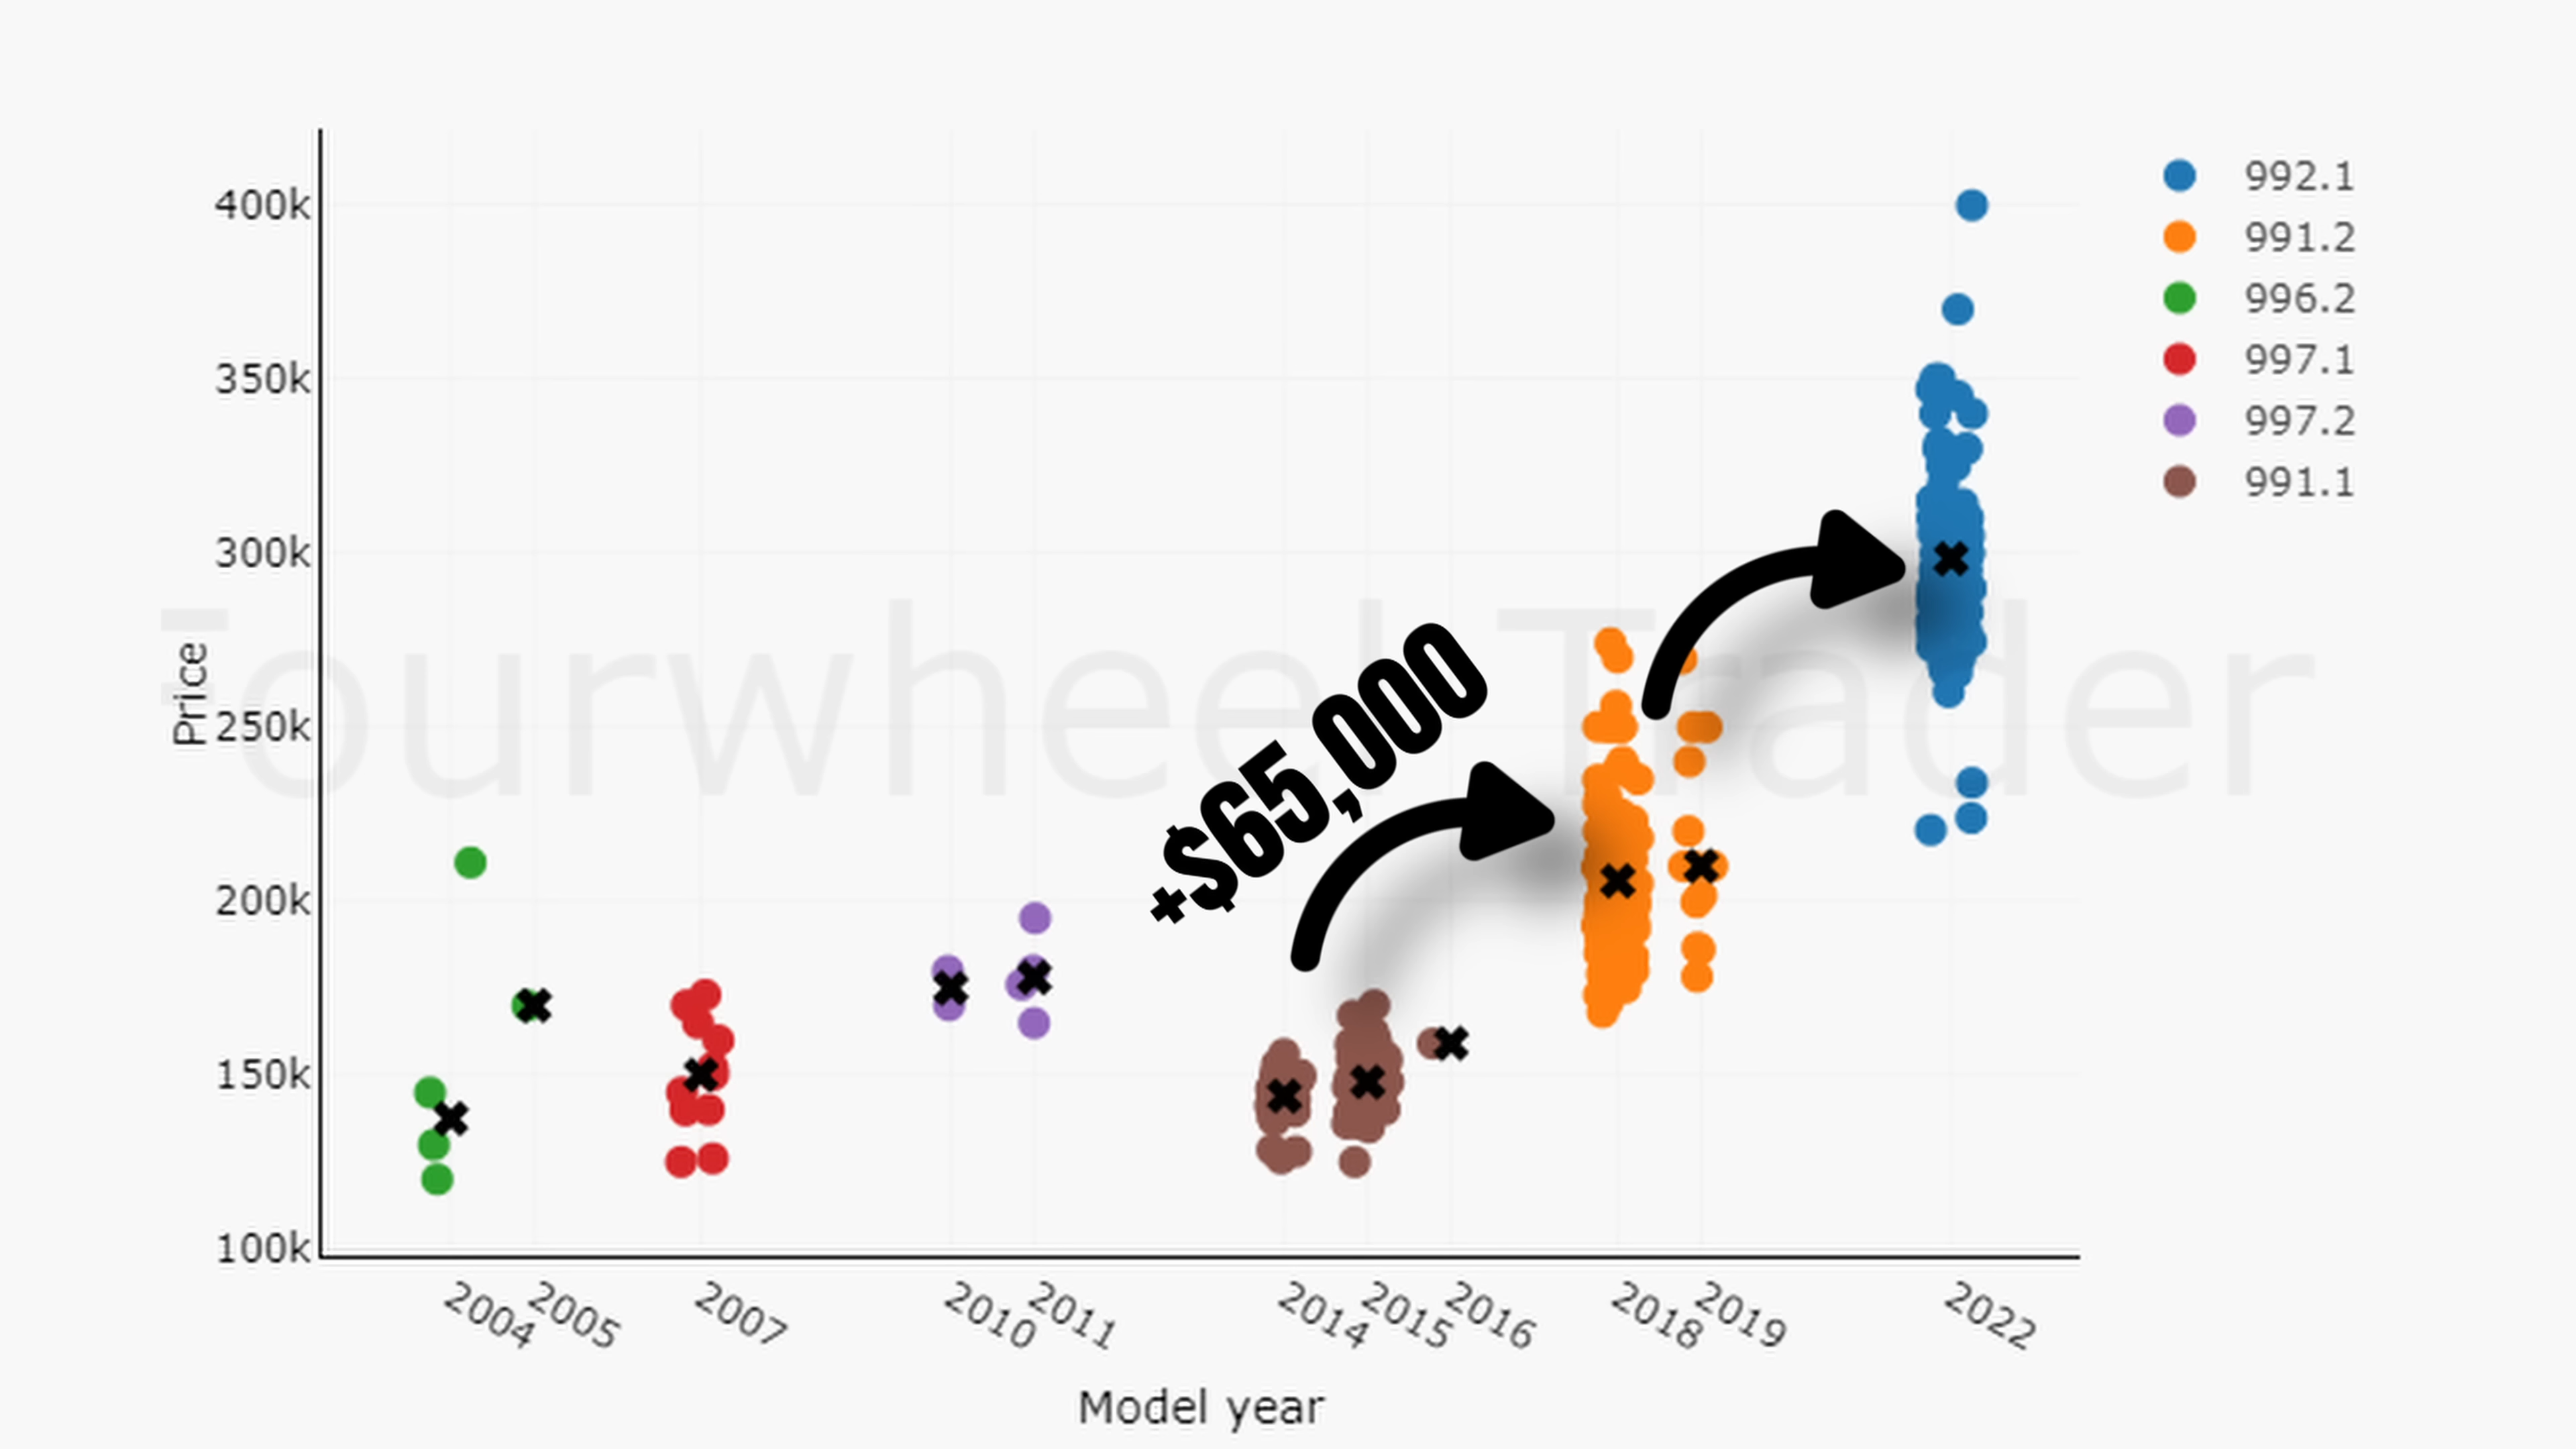 400k
350k
300k
250k
200k
150k
100k
Price
Fourwheel Trader
+$65,000
992.1
991.2
996.2
997.1
997.2
991.1
2004
2005
2007
2010
2011
2014
2015
2016
2018
2019
2022
Model year